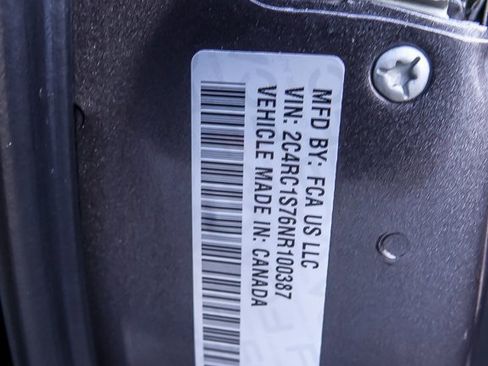 MFD BY: FCA US LLC
VIN: 2C4RC1S76NR100387
VEHICLE MADE IN: CANADA